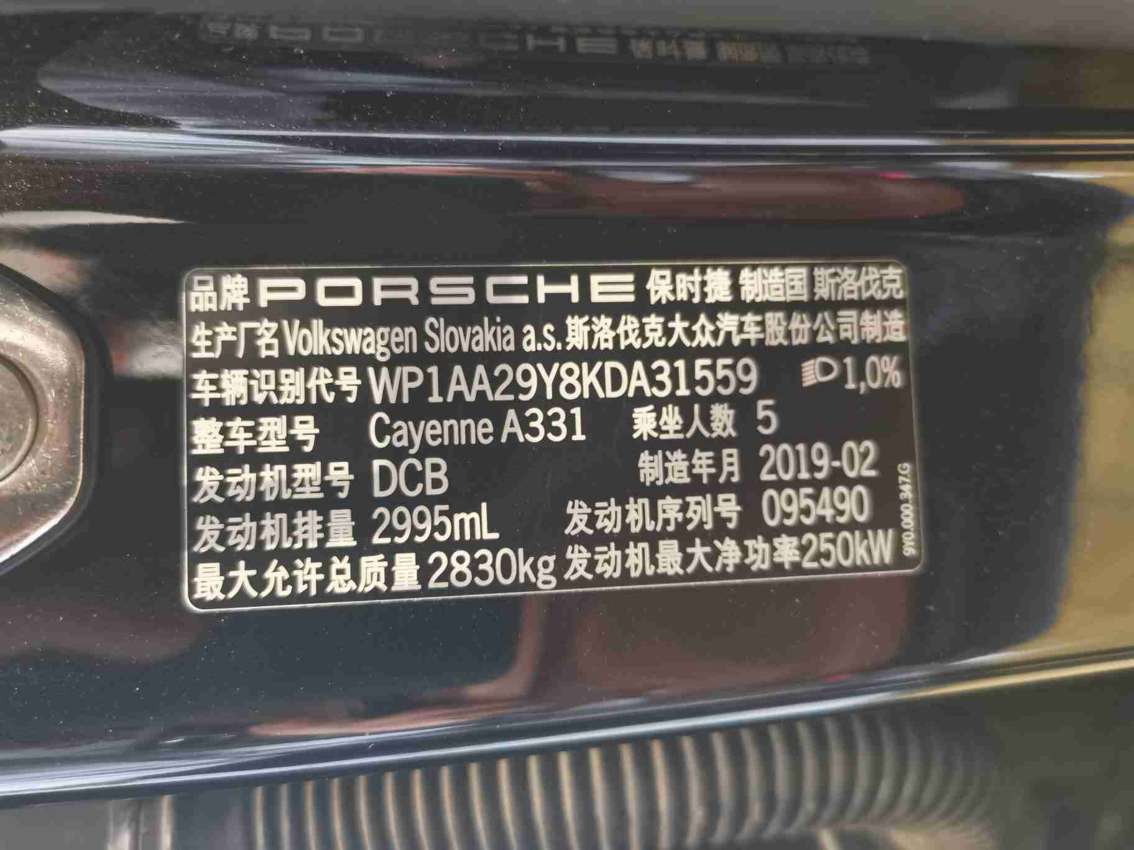 品牌 PORSCHE 保时捷 制造国 斯洛伐克
生产厂名 Volkswagen Slovakia a.s. 斯洛伐克大众汽车股份公司制造
车辆识别代号 WP1AA29Y8KDA31559 1,0%
整车型号 Cayenne A331 乘坐人数 5
发动机型号 DCB 制造年月 2019-02
发动机排量 2995mL 发动机序列号 095490
最大允许总质量 2830kg 发动机最大净功率 250kW
9Y0.000.347.G